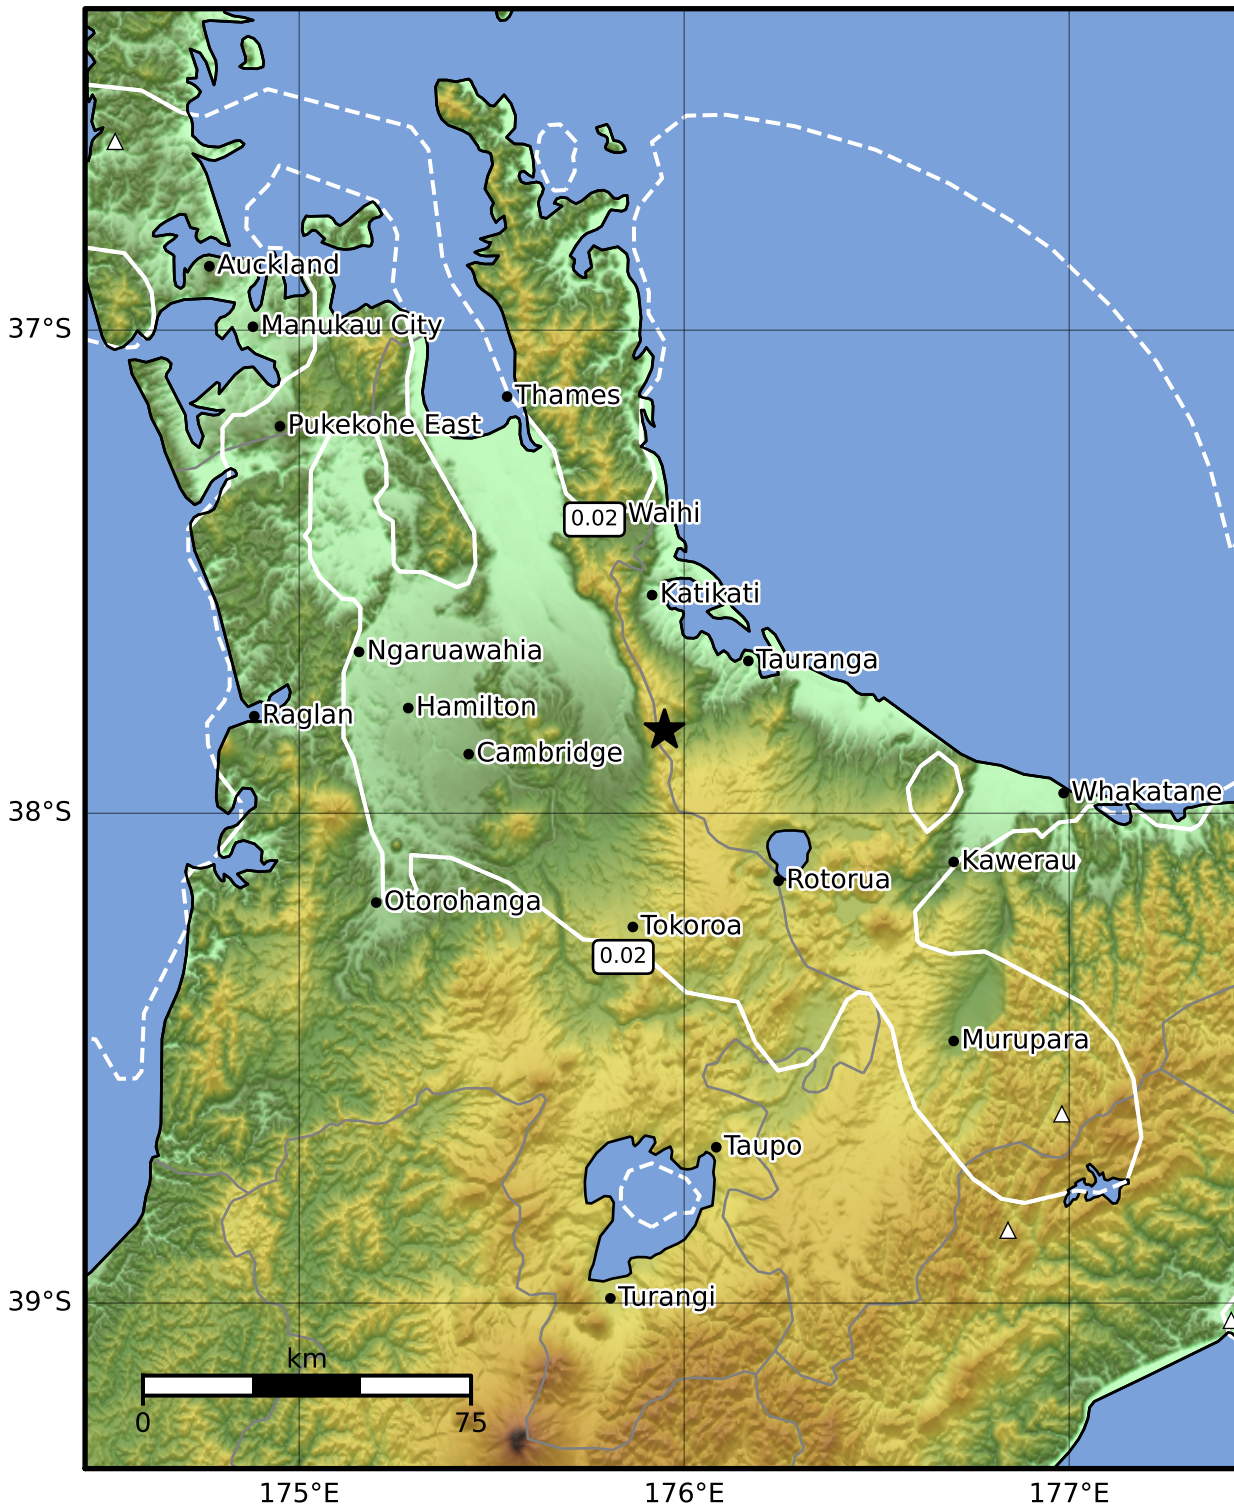 Auckland
37°S
Manukau City
Thames
Pukekohe East
0.02
Waihi
Katikati
Ngaruawahia
Tauranga
Hamilton
Raglan
Cambridge
Whakatane
38°S
Kawerau
Rotorua
Otorohanga
Tokoroa
0.02
Murupara
Taupo
39°S
Turangi
km
0
75
175°E
176°E
177°E